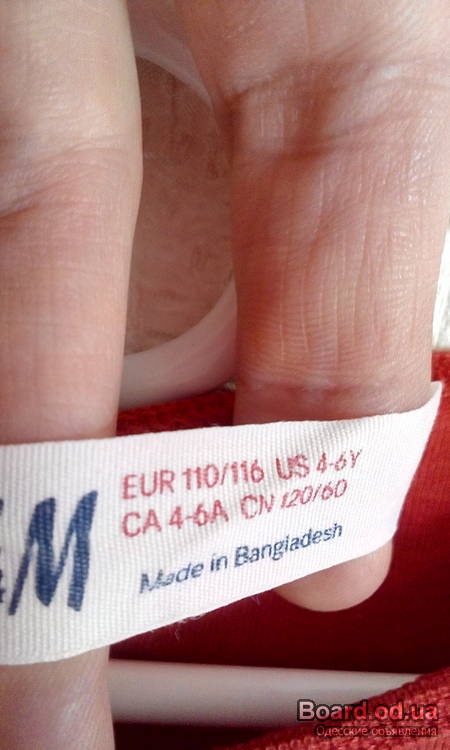 &M
EUR 110/116 US 4-6Y
CA 4-6A CN 120/60
Made in Bangladesh
Board.od.ua
Одесские объявления